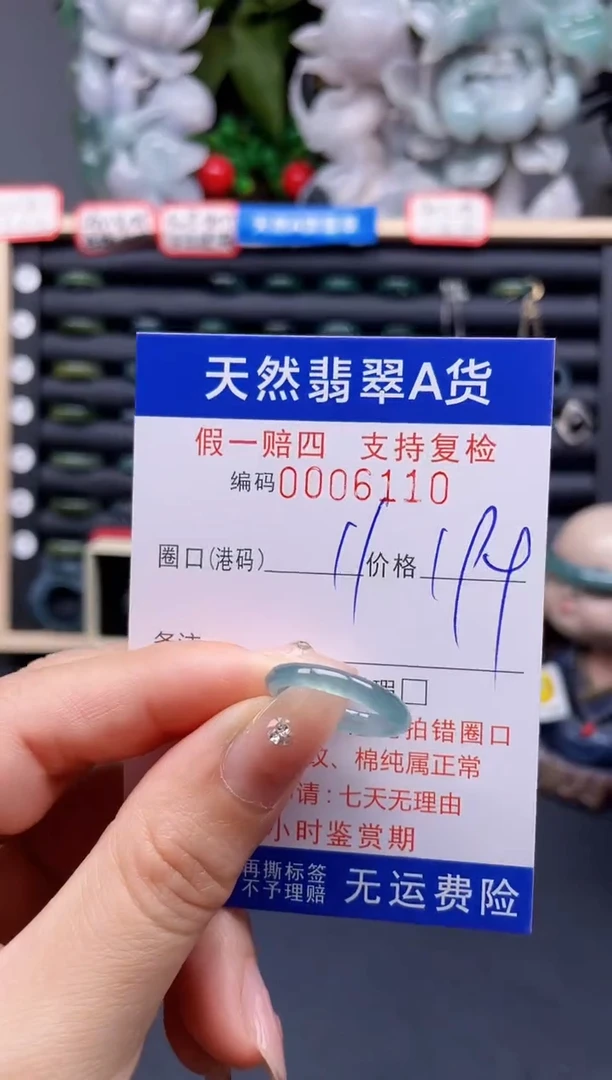 天然翡翠A货
假一赔四 支持复检
编码0006110
圈口(港码) 11 价格 199
拍错圈口
、棉纯属正常
请:七天无理由
小时鉴赏期
再撕标签
不予理赔
无运费险